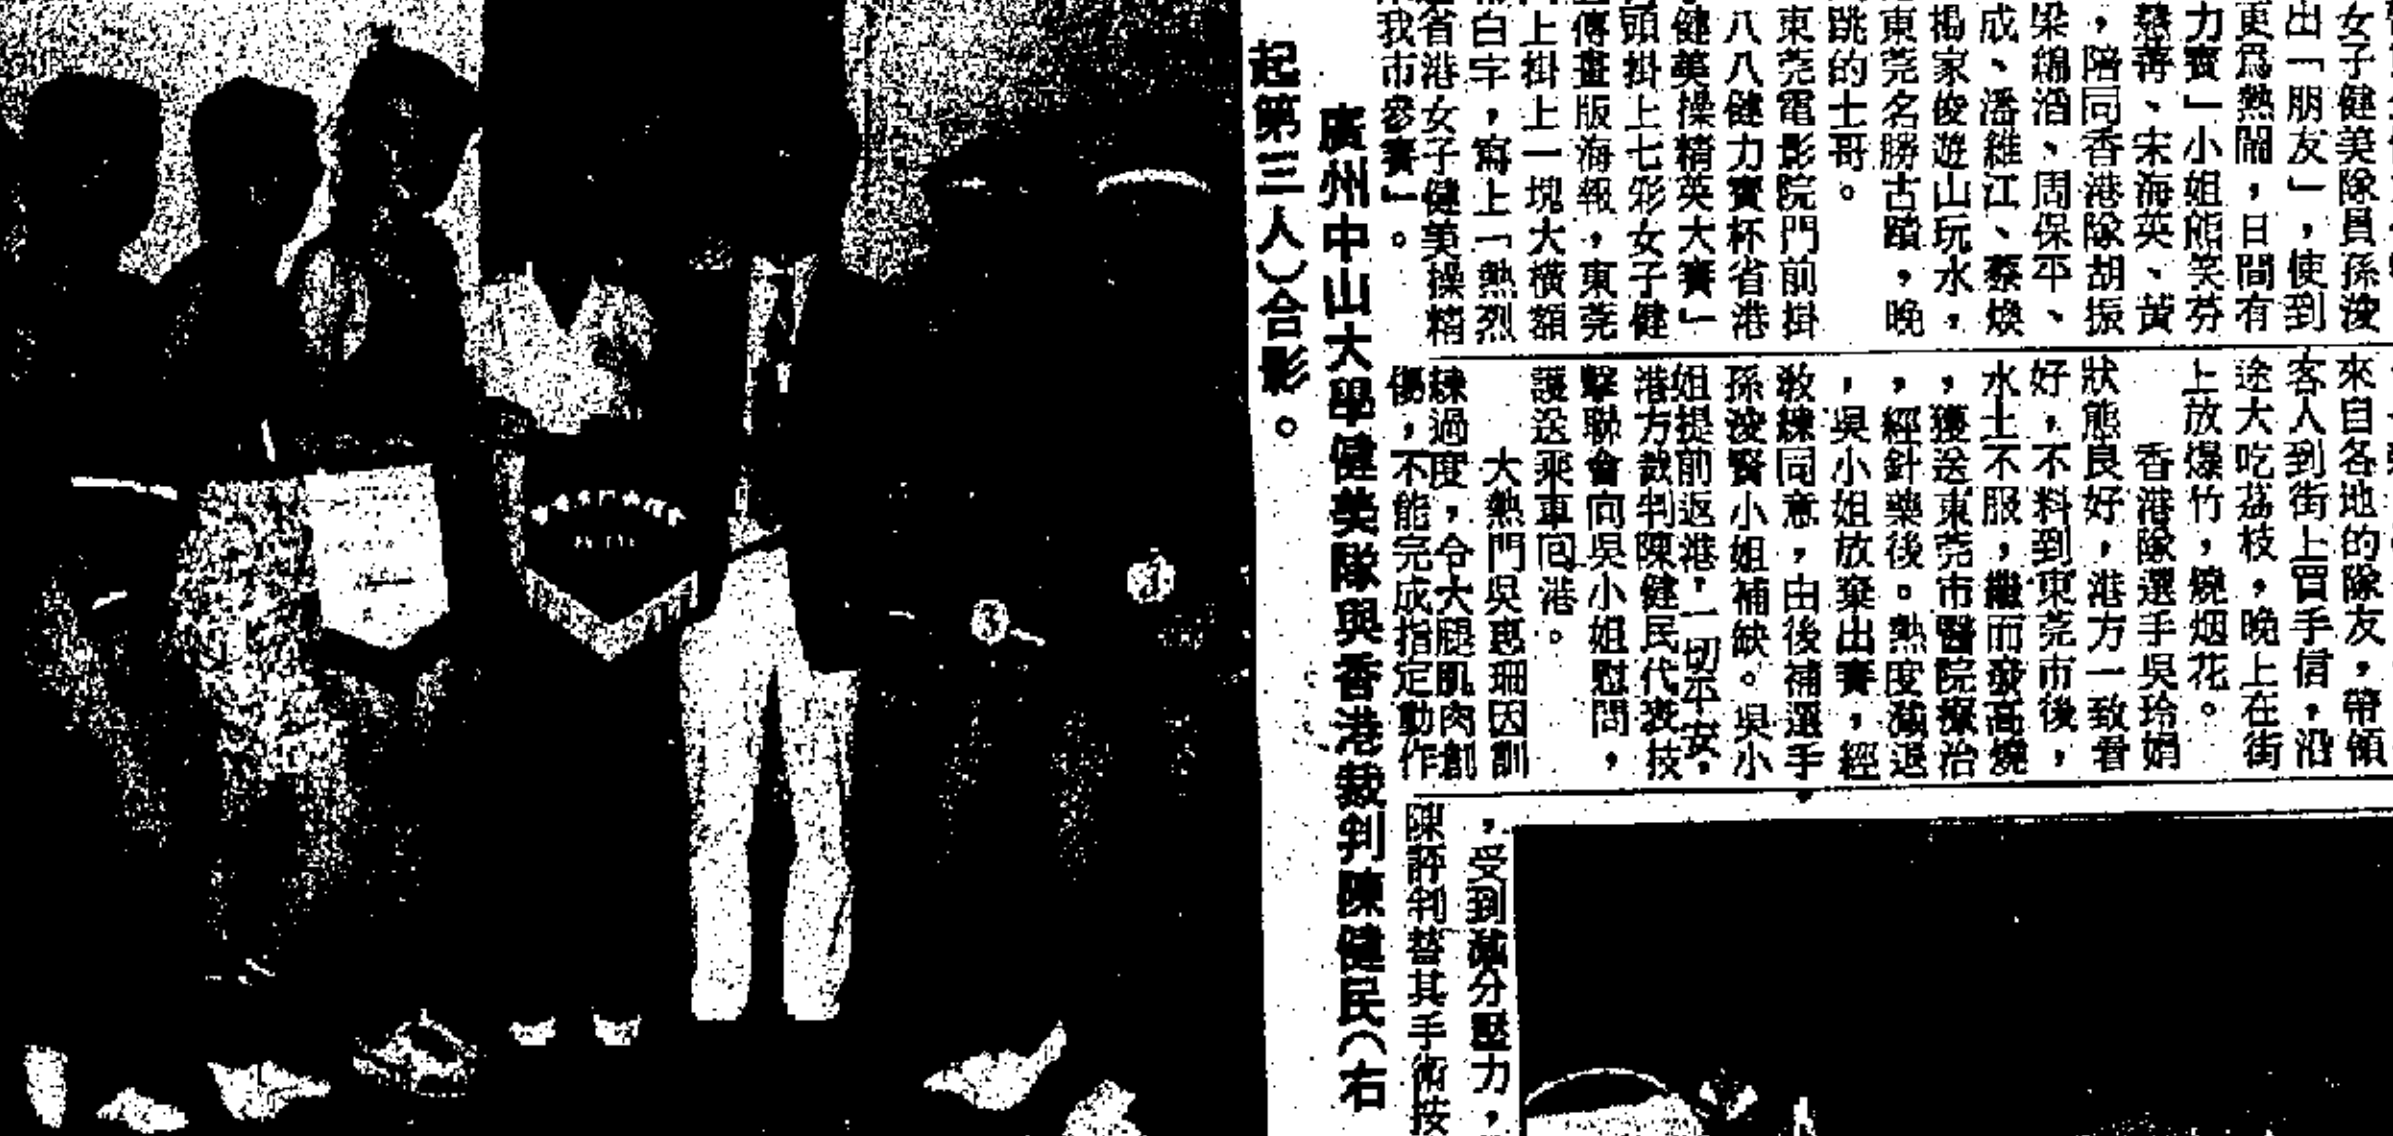 女子健美隊員孫淩
出「朋友」，使到
更為熱鬧，日間有
力寶」小姐熊笑芬
菁、宋海英、黃
，陪同香港隊胡振
梁錦滔、周保平、
成、潘維江、蔡煥
楊家俊遊山玩水，
東莞名勝古蹟，晚
跳的士哥。
東莞電影院門前掛
八八健力寶杯省港
健美操精英大賽」
頭掛上七彩女子健
傳畫版海報，東莞
上掛上一塊大橫額
白字，寫上「熱烈
省港女子健美操精
我市參賽」。
來自各地的隊友，帶領
客人到街上買手信，沿
途大吃荔枝，晚上在街
上放爆竹，燒烟花。
香港隊選手吳玲娟
狀態良好，港方一致看
好，不料到東莞市後，
水土不服，繼而發高燒
，獲送東莞市醫院療治
，經針藥後。熱度漸退
，吳小姐放棄出賽，經
教練同意，由後補選手
孫淩賢小姐補缺。吳小
姐提前返港，一切平安，
港方裁判陳健民代表技
擊聯會向吳小姐慰問，
護送乘車回港。
大熱門吳惠珊因訓
練過度，令大腿肌肉創
傷，不能完成指定動作
，受到分壓力，
陳評判替其手術按
廣州中山大學健美隊與香港裁判陳健民（右
起第三人）合影。